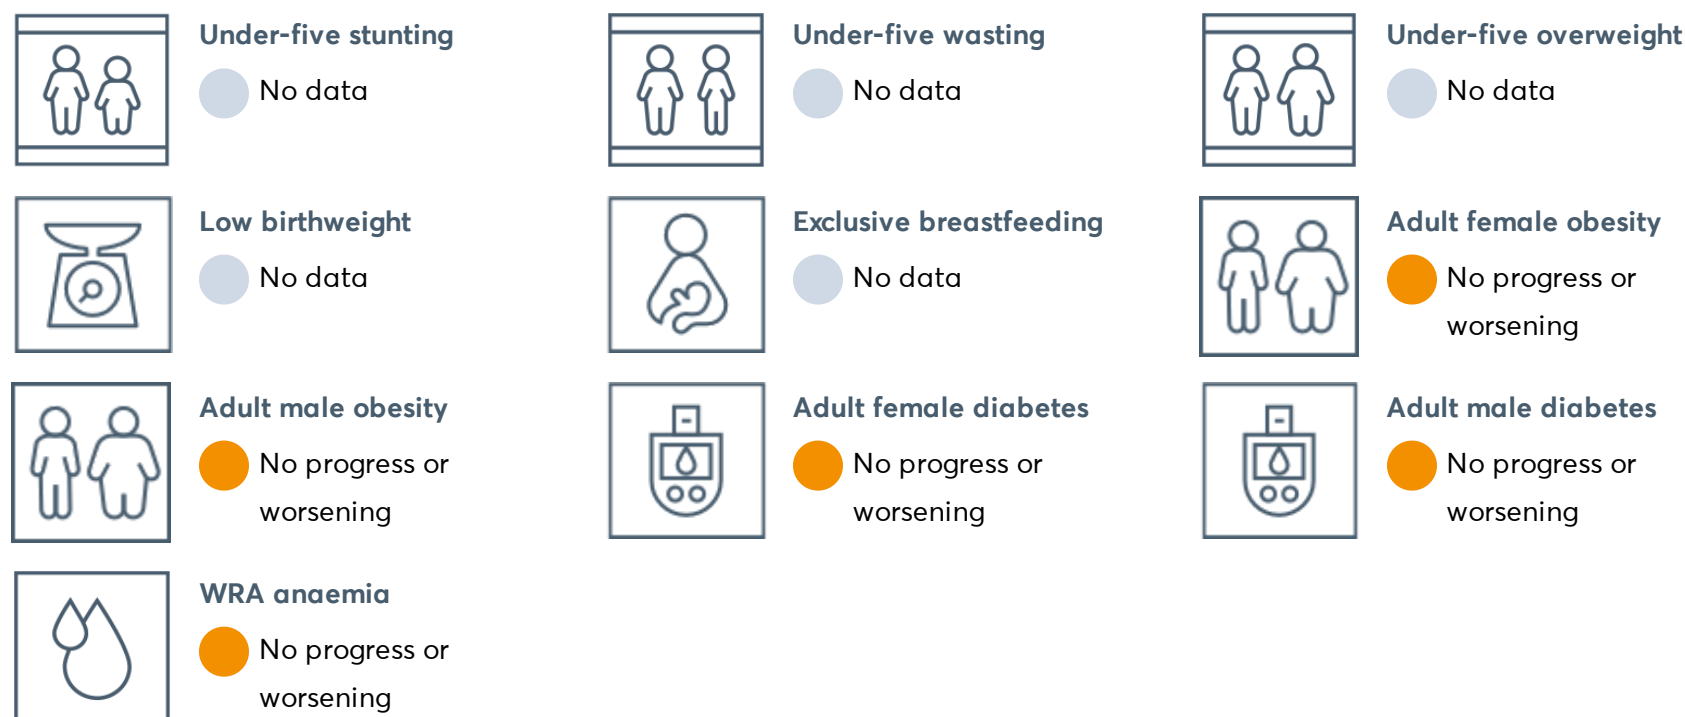 Under-five stunting
No data
Under-five wasting
No data
Under-five overweight
No data
Low birthweight
No data
Exclusive breastfeeding
No data
Adult female obesity
No progress or
worsening
Adult male obesity
No progress or
worsening
Adult female diabetes
No progress or
worsening
Adult male diabetes
No progress or
worsening
WRA anaemia
No progress or
worsening